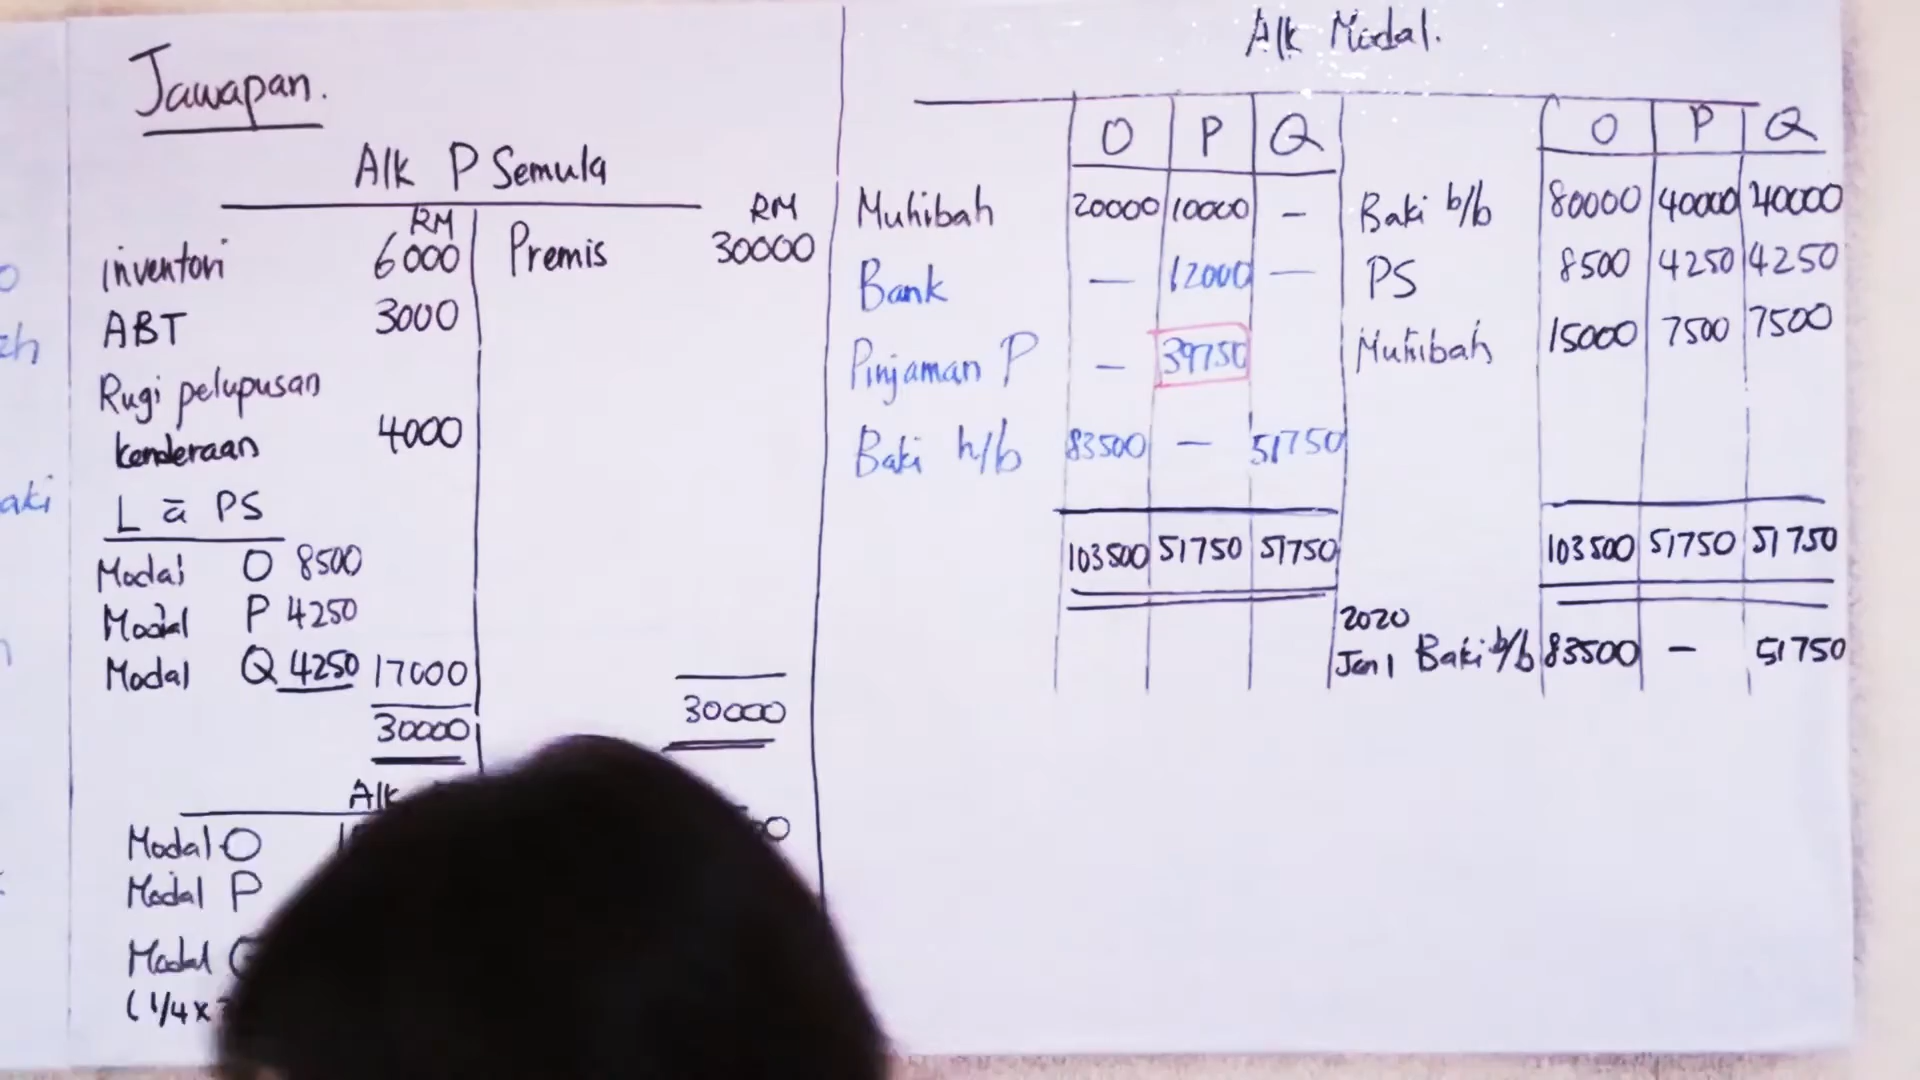 Jawapan.
Alk P Semula
RM RM
inventori 6000 Premis 30000
ABT 3000
Rugi pelupusan
kenderaan 4000
L ā PS
Modal O 8500
Modal P 4250
Modal Q 4250 17000
30000 30000
Alk
Modal O
Modal P
Modal
(1/4 x
Alk Modal.
O P Q O P Q
Muhibah 20000 10000 - Baki b/b 80000 40000 40000
Bank - 12000 - PS 8500 4250 4250
Pinjaman P - 39750 Muhibah 15000 7500 7500
Baki h/b 83500 - 51750
103500 51750 51750 103500 51750 51750
2020
Jan 1 Baki b/b 83500 - 51750
aki